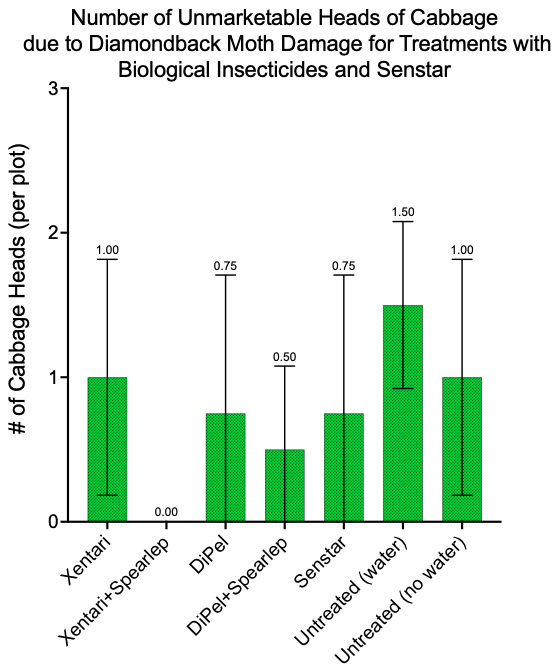 Number of Unmarketable Heads of Cabbage
due to Diamondback Moth Damage for Treatments with
Biological Insecticides and Senstar
# of Cabbage Heads (per plot)
3
2
1
0
1.00
0.00
0.75
0.50
0.75
1.50
1.00
Xentari
Xentari+Spearlep
DiPel
DiPel+Spearlep
Senstar
Untreated (water)
Untreated (no water)